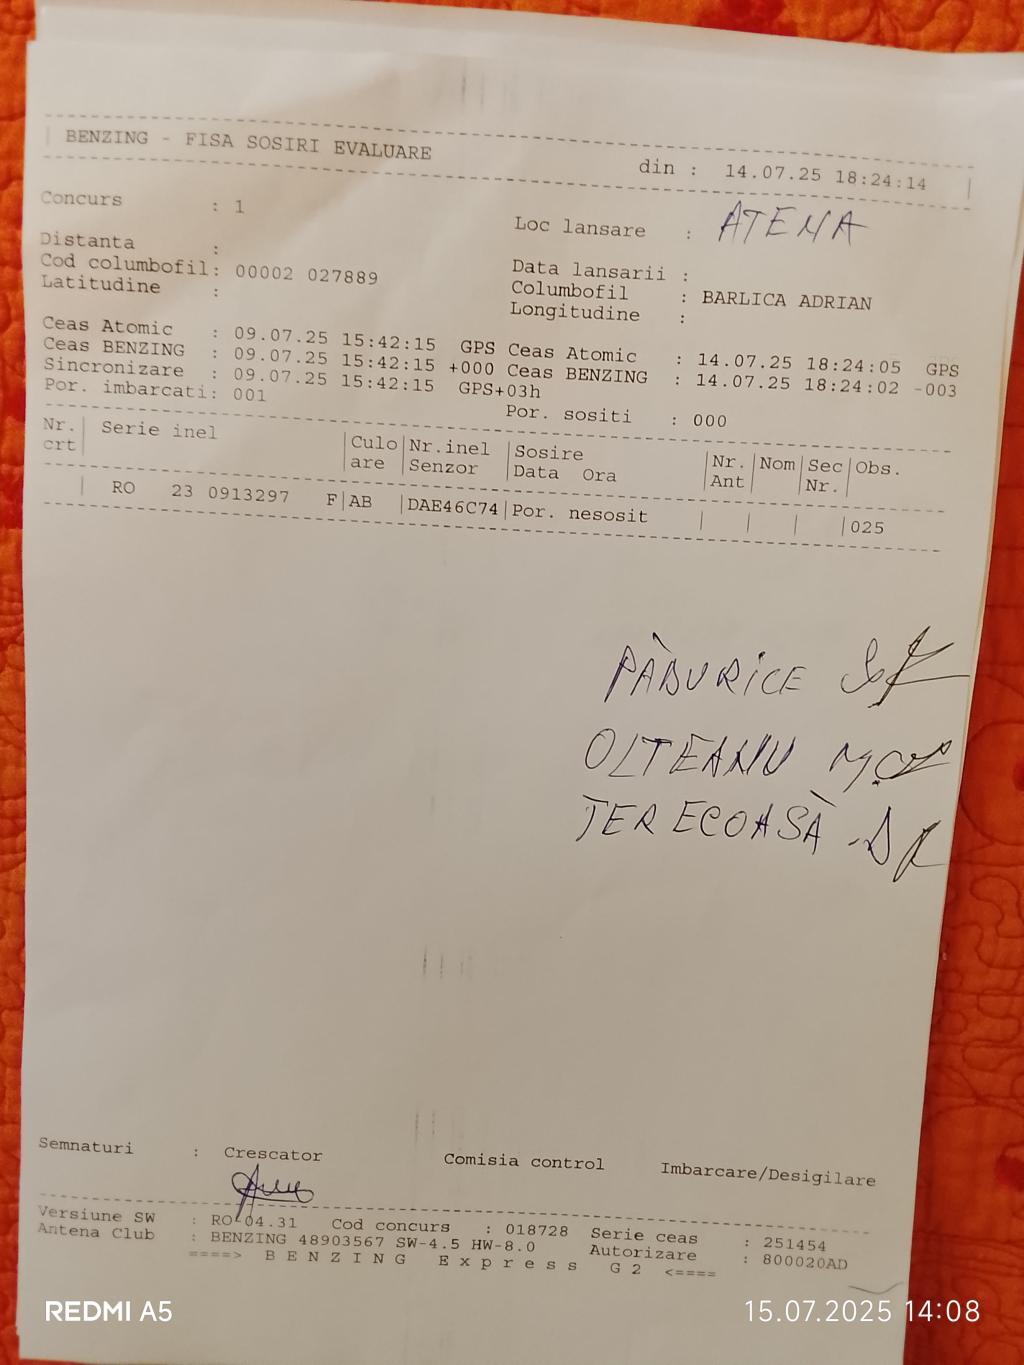 BENZING - FISA SOSIRI EVALUARE din : 14.07.25 18:24:14
Concurs : 1 Loc lansare : ATENA
Distanta : Data lansarii :
Cod columbofil: 00002 027889 Columbofil : BARLICA ADRIAN
Latitudine : Longitudine :
Ceas Atomic : 09.07.25 15:42:15 GPS Ceas Atomic : 14.07.25 18:24:05 GPS
Ceas BENZING : 09.07.25 15:42:15 +000 Ceas BENZING : 14.07.25 18:24:02 -003
Sincronizare : 09.07.25 15:42:15 GPS+03h
Por. imbarcati: 001 Por. sositi : 000
Nr. Serie inel Culo Nr.inel Sosire Nr. Nom Sec Obs.
crt are Senzor Data Ora Ant Nr.
RO 23 0913297 F AB DAE46C74 Por. nesosit 025
PĂDURICE
OLTEANU
TERECOASĂ
Semnaturi : Crescator Comisia control Imbarcare/Desigilare
Versiune SW : RO-04.31 Cod concurs : 018728 Serie ceas : 251454
Antena Club : BENZING 48903567 SW-4.5 HW-8.0 Autorizare : 800020AD
====> B E N Z I N G E x p r e s s G 2 <====
REDMI A5 15.07.2025 14:08